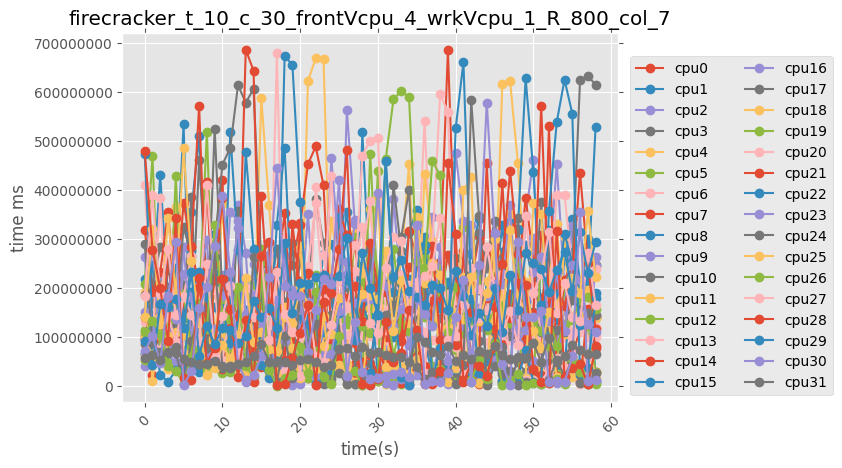 firecracker_t_10_c_30_frontVcpu_4_wrkVcpu_1_R_800_col_7
700000000
600000000
500000000
400000000
300000000
200000000
100000000
0
time ms
0 10 20 30 40 50 60
time(s)
cpu0 cpu16
cpu1 cpu17
cpu2 cpu18
cpu3 cpu19
cpu4 cpu20
cpu5 cpu21
cpu6 cpu22
cpu7 cpu23
cpu8 cpu24
cpu9 cpu25
cpu10 cpu26
cpu11 cpu27
cpu12 cpu28
cpu13 cpu29
cpu14 cpu30
cpu15 cpu31